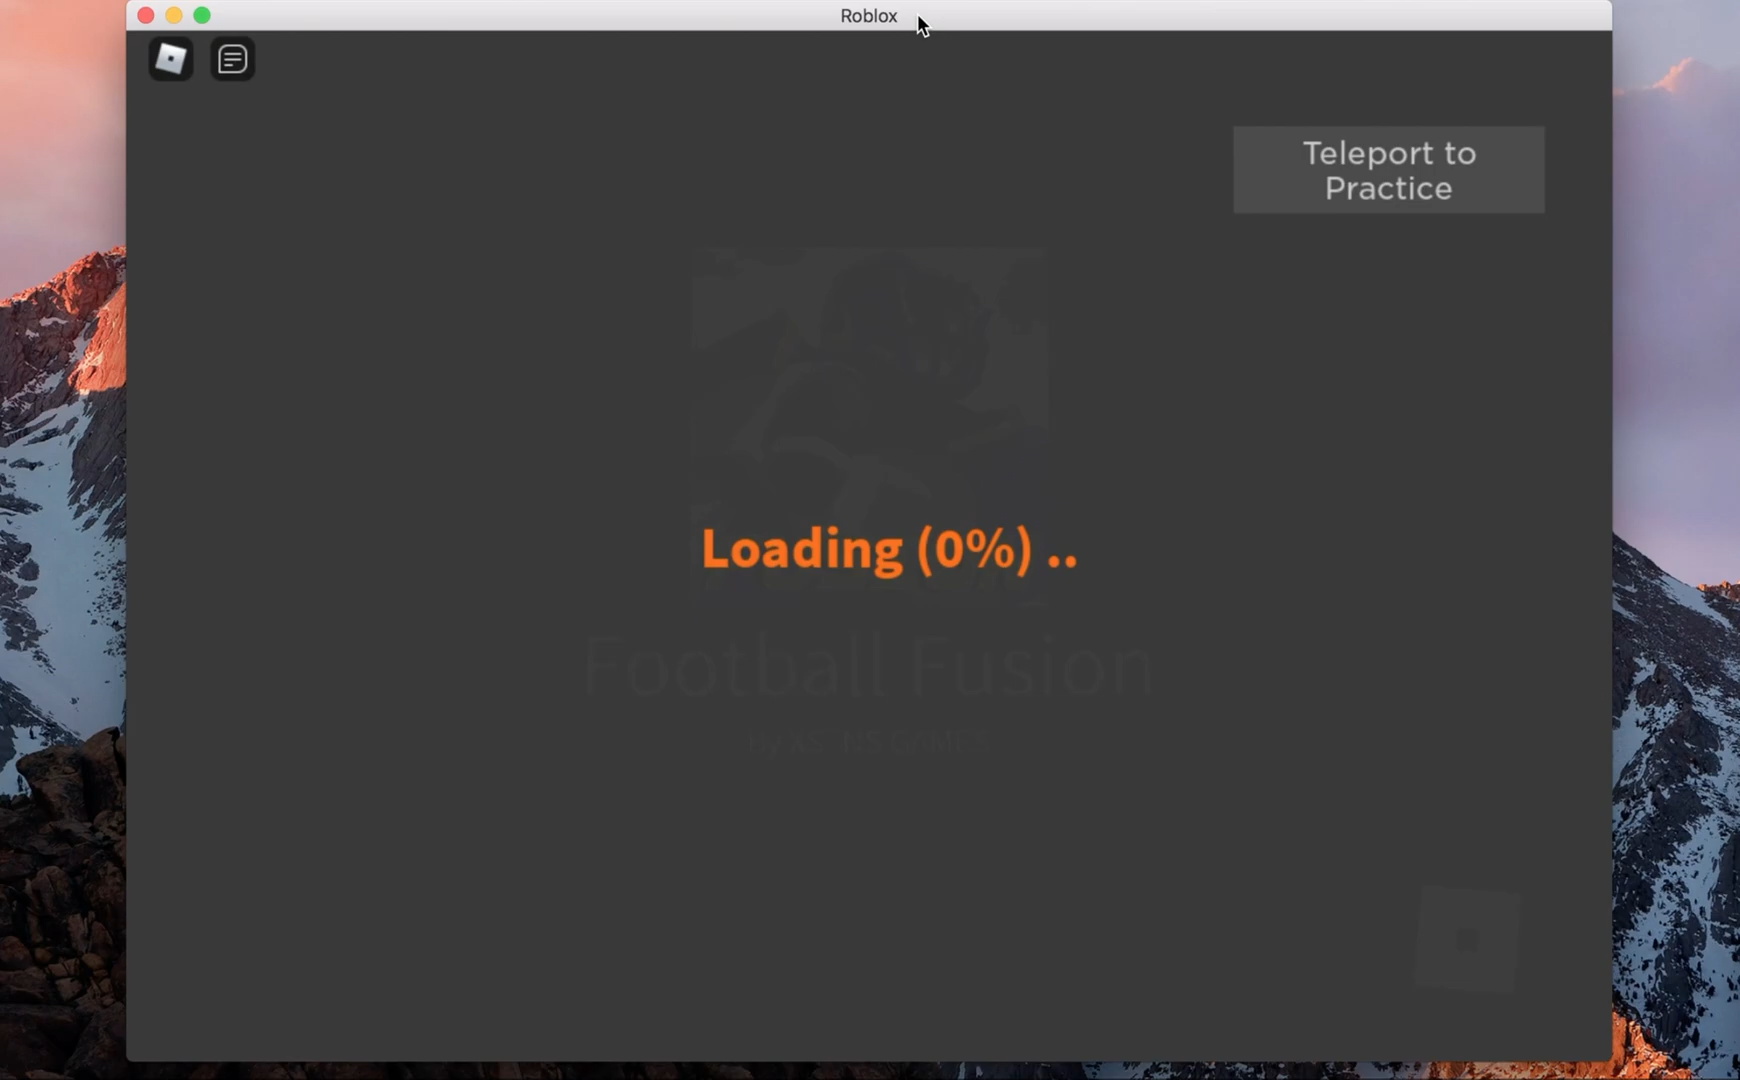 Roblox
Teleport to
Practice
Loading (0%) ..
Football Fusion